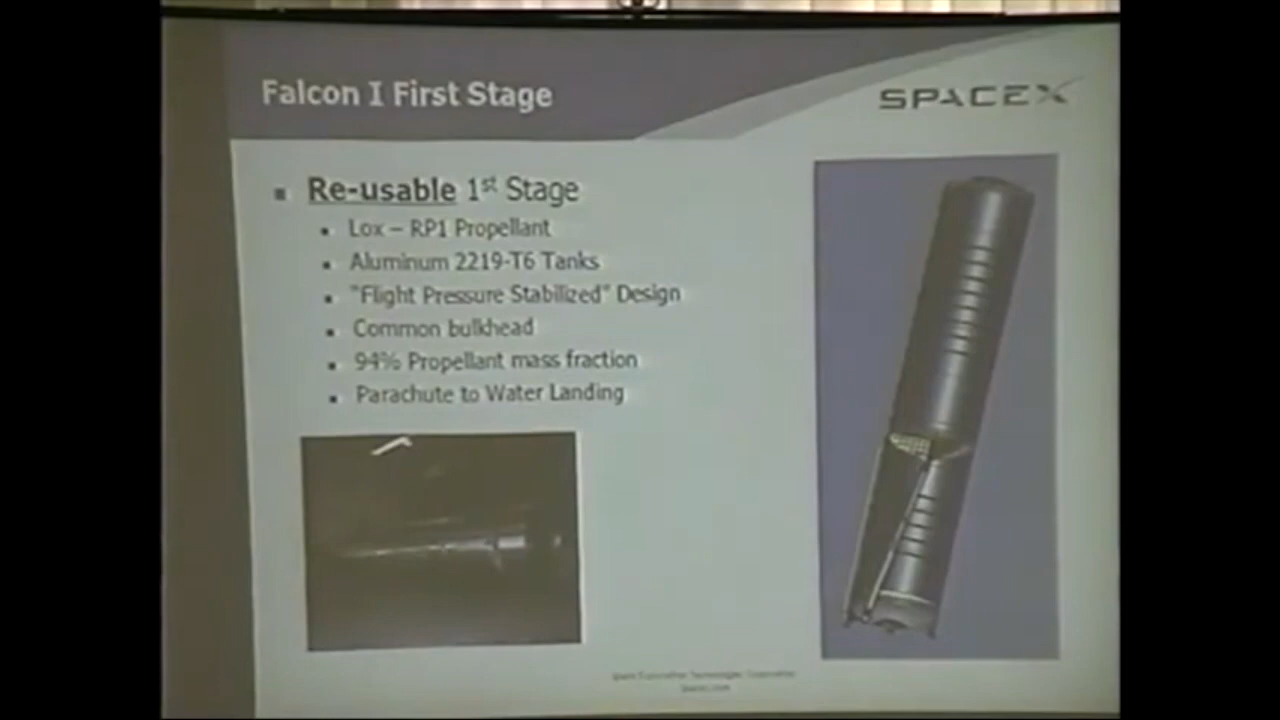 Falcon I First Stage
SPACEX
Re-usable 1st Stage
Lox – RP1 Propellant
Aluminum 2219-T6 Tanks
"Flight Pressure Stabilized" Design
Common bulkhead
94% Propellant mass fraction
Parachute to Water Landing